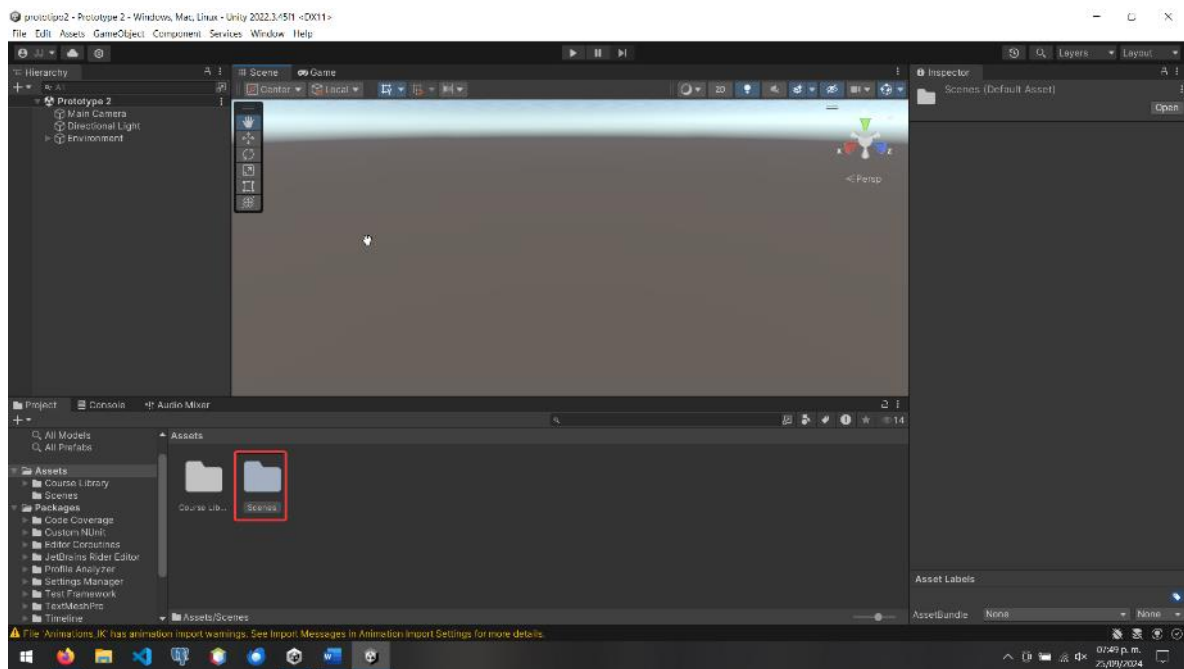 prototipo2 - Prototype 2 - Windows, Mac, Linux - Unity 2022.3.45f1 <DX11>
File Edit Assets GameObject Component Services Window Help
JJ
Layers Layout
Hierarchy
All
Prototype 2
Main Camera
Directional Light
Environment
Scene Game
Center Local
2D
Persp
Inspector
Scenes (Default Asset)
Open
Project Console Audio Mixer
14
All Models
All Prefabs
Assets
Course Library
Scenes
Packages
Code Coverage
Custom NUnit
Editor Coroutines
JetBrains Rider Editor
Profile Analyzer
Settings Manager
Test Framework
TextMeshPro
Timeline
Assets
Course Lib...
Scenes
Assets/Scenes
Asset Labels
AssetBundle None None
File 'Animations_IK' has animation import warnings. See Import Messages in Animation Import Settings for more details.
07:49 p. m.
25/09/2024